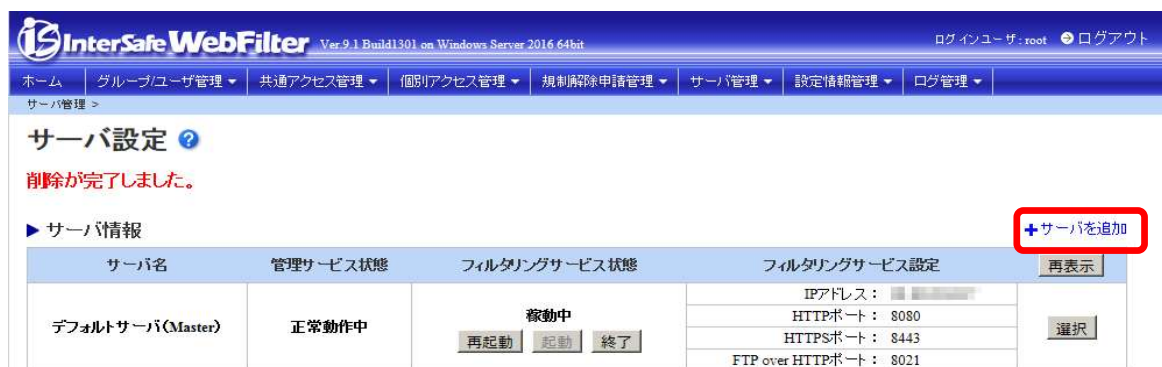 InterSafe WebFilter Ver.9.1 Build1301 on Windows Server 2016 64bit ログインユーザ:root ログアウト
ホーム グループ/ユーザ管理 ▼ 共通アクセス管理 ▼ 個別アクセス管理 ▼ 規制解除申請管理 ▼ サーバ管理 ▼ 設定情報管理 ▼ ログ管理 ▼
サーバ管理 >
サーバ設定 ?
削除が完了しました。
▶ サーバ情報 +サーバを追加
サーバ名 管理サービス状態 フィルタリングサービス状態 フィルタリングサービス設定 再表示
デフォルトサーバ(Master) 正常動作中 稼動中 再起動 起動 終了
IPアドレス:
HTTPポート: 8080
HTTPSポート: 8443
FTP over HTTPポート: 8021
選択